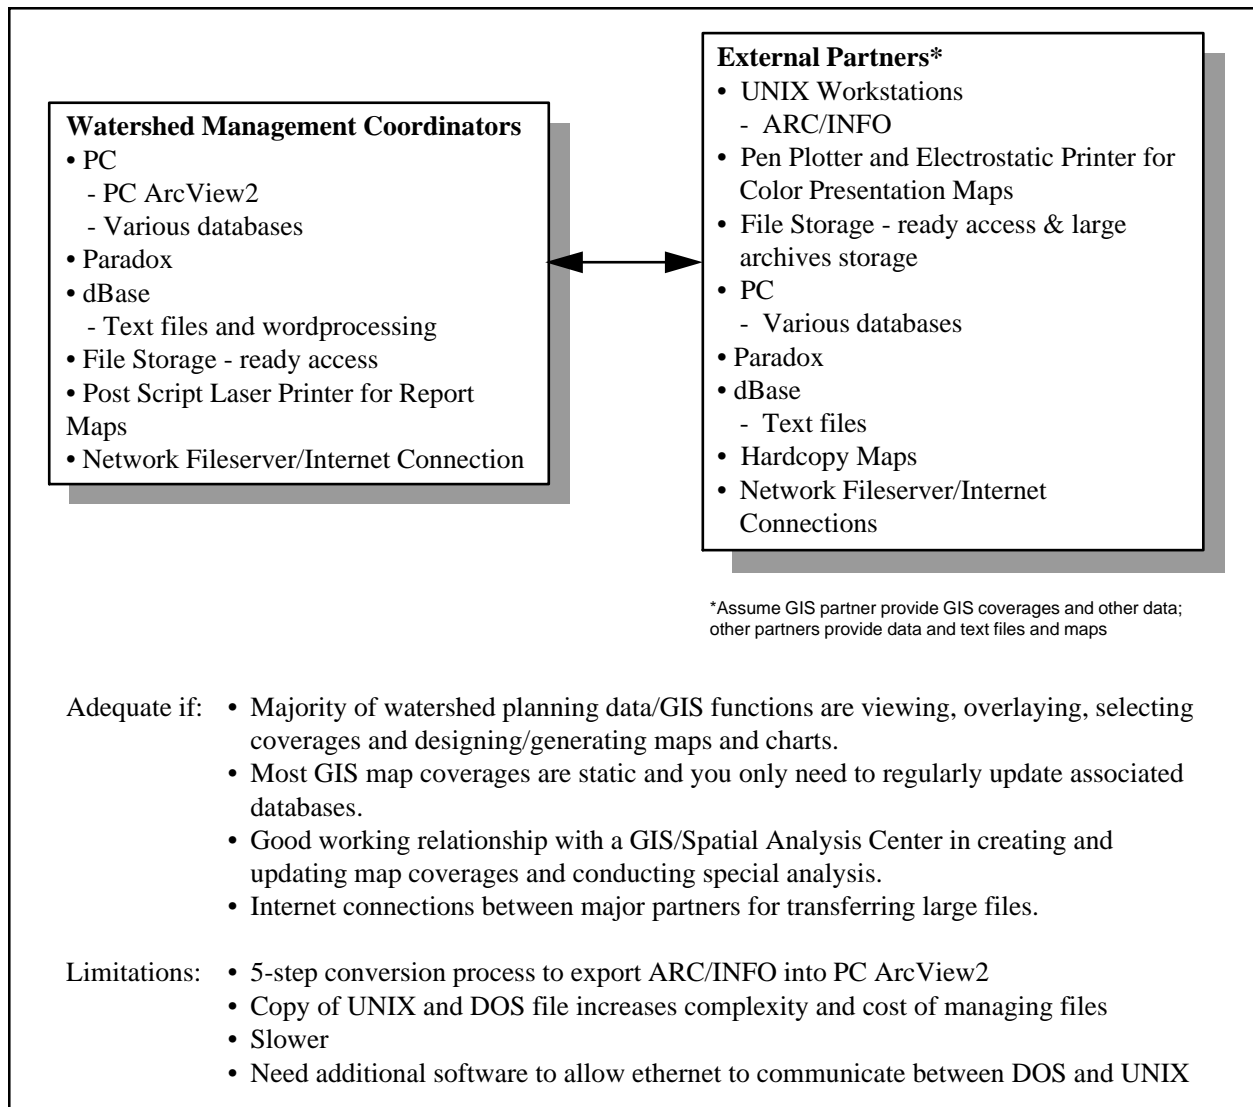 Watershed Management Coordinators
• PC
- PC ArcView2
- Various databases
• Paradox
• dBase
- Text files and wordprocessing
• File Storage - ready access
• Post Script Laser Printer for Report
Maps
• Network Fileserver/Internet Connection
External Partners*
• UNIX Workstations
- ARC/INFO
• Pen Plotter and Electrostatic Printer for
Color Presentation Maps
• File Storage - ready access & large
archives storage
• PC
- Various databases
• Paradox
• dBase
- Text files
• Hardcopy Maps
• Network Fileserver/Internet
Connections
*Assume GIS partner provide GIS coverages and other data;
other partners provide data and text files and maps
Adequate if: • Majority of watershed planning data/GIS functions are viewing, overlaying, selecting
coverages and designing/generating maps and charts.
• Most GIS map coverages are static and you only need to regularly update associated
databases.
• Good working relationship with a GIS/Spatial Analysis Center in creating and
updating map coverages and conducting special analysis.
• Internet connections between major partners for transferring large files.
Limitations: • 5-step conversion process to export ARC/INFO into PC ArcView2
• Copy of UNIX and DOS file increases complexity and cost of managing files
• Slower
• Need additional software to allow ethernet to communicate between DOS and UNIX